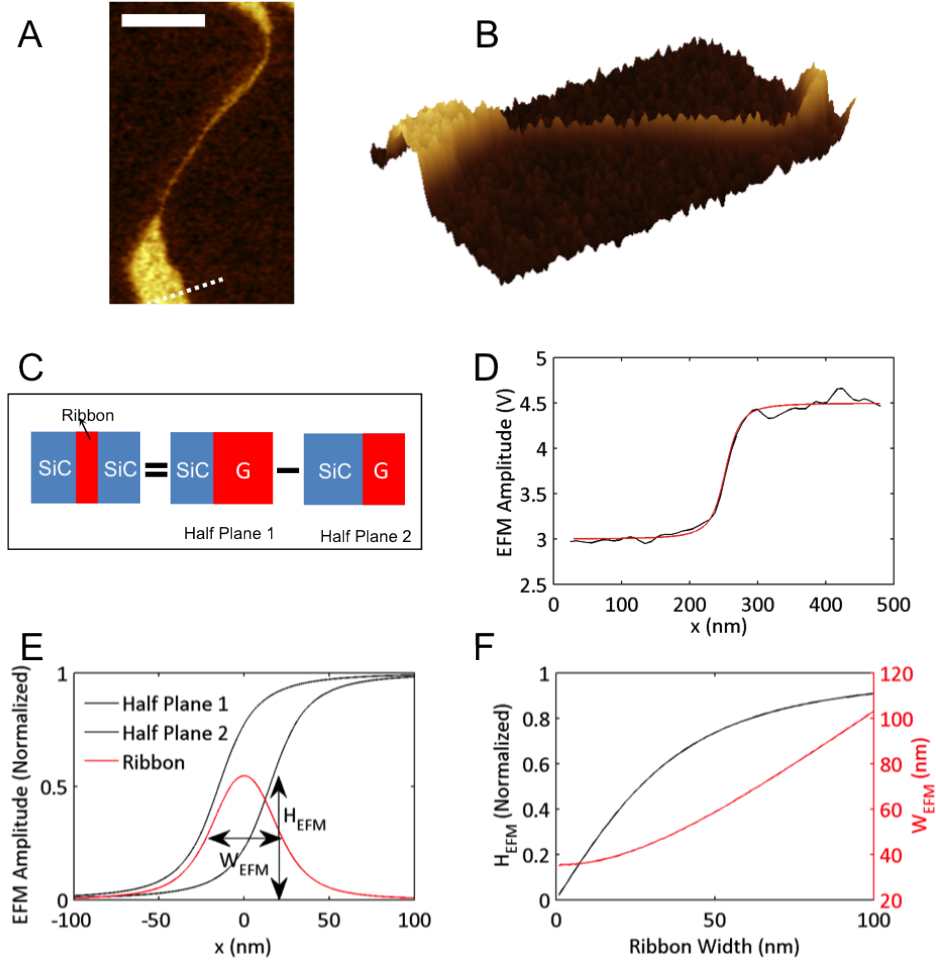 A
B
C
Ribbon
SiC
SiC
=
SiC
G
-
SiC
G
Half Plane 1
Half Plane 2
D
EFM Amplitude (V)
5
4.5
4
3.5
3
2.5
0
100
200
300
400
500
x (nm)
E
EFM Amplitude (Normalized)
1
0.5
0
Half Plane 1
Half Plane 2
Ribbon
H_EFM
W_EFM
-100
-50
0
50
100
x (nm)
F
H_EFM (Normalized)
1
0.8
0.6
0.4
0.2
0
120
100
80
60
40
20
W_EFM (nm)
0
50
100
Ribbon Width (nm)